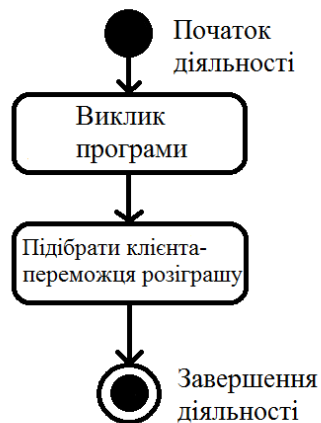 Початок
діяльності
Виклик
програми
Підібрати клієнта-
переможця розіграшу
Завершення
діяльності